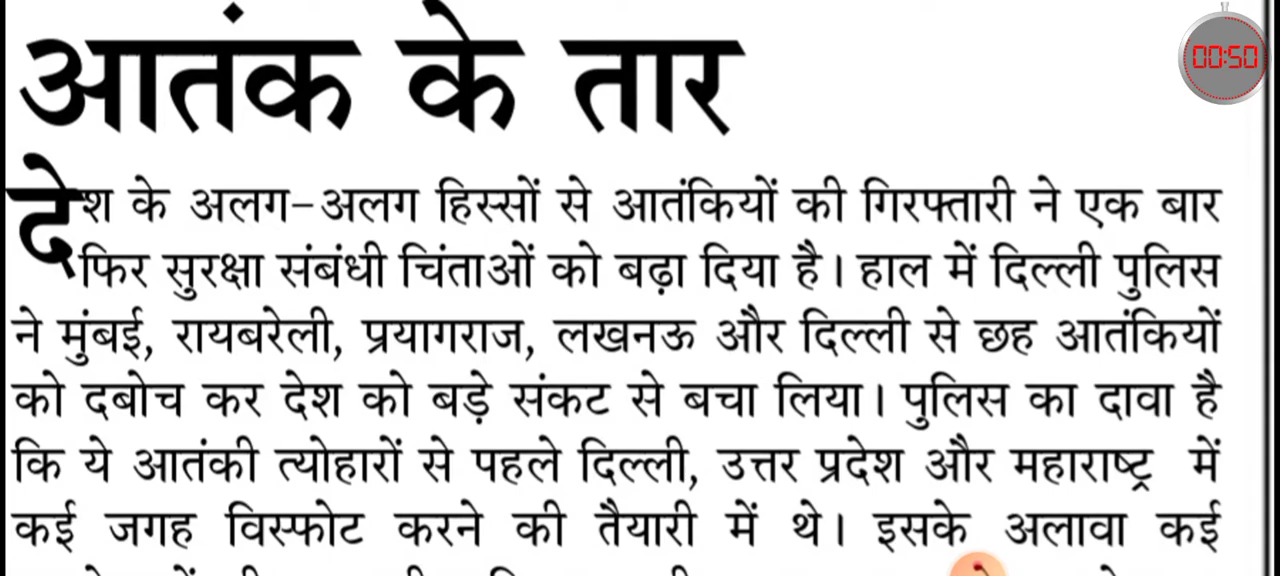 आतंक के तार
00:50
देश के अलग-अलग हिस्सों से आतंकियों की गिरफ्तारी ने एक बार
फिर सुरक्षा संबंधी चिंताओं को बढ़ा दिया है। हाल में दिल्ली पुलिस
ने मुंबई, रायबरेली, प्रयागराज, लखनऊ और दिल्ली से छह आतंकियों
को दबोच कर देश को बड़े संकट से बचा लिया। पुलिस का दावा है
कि ये आतंकी त्योहारों से पहले दिल्ली, उत्तर प्रदेश और महाराष्ट्र में
कई जगह विस्फोट करने की तैयारी में थे। इसके अलावा कई